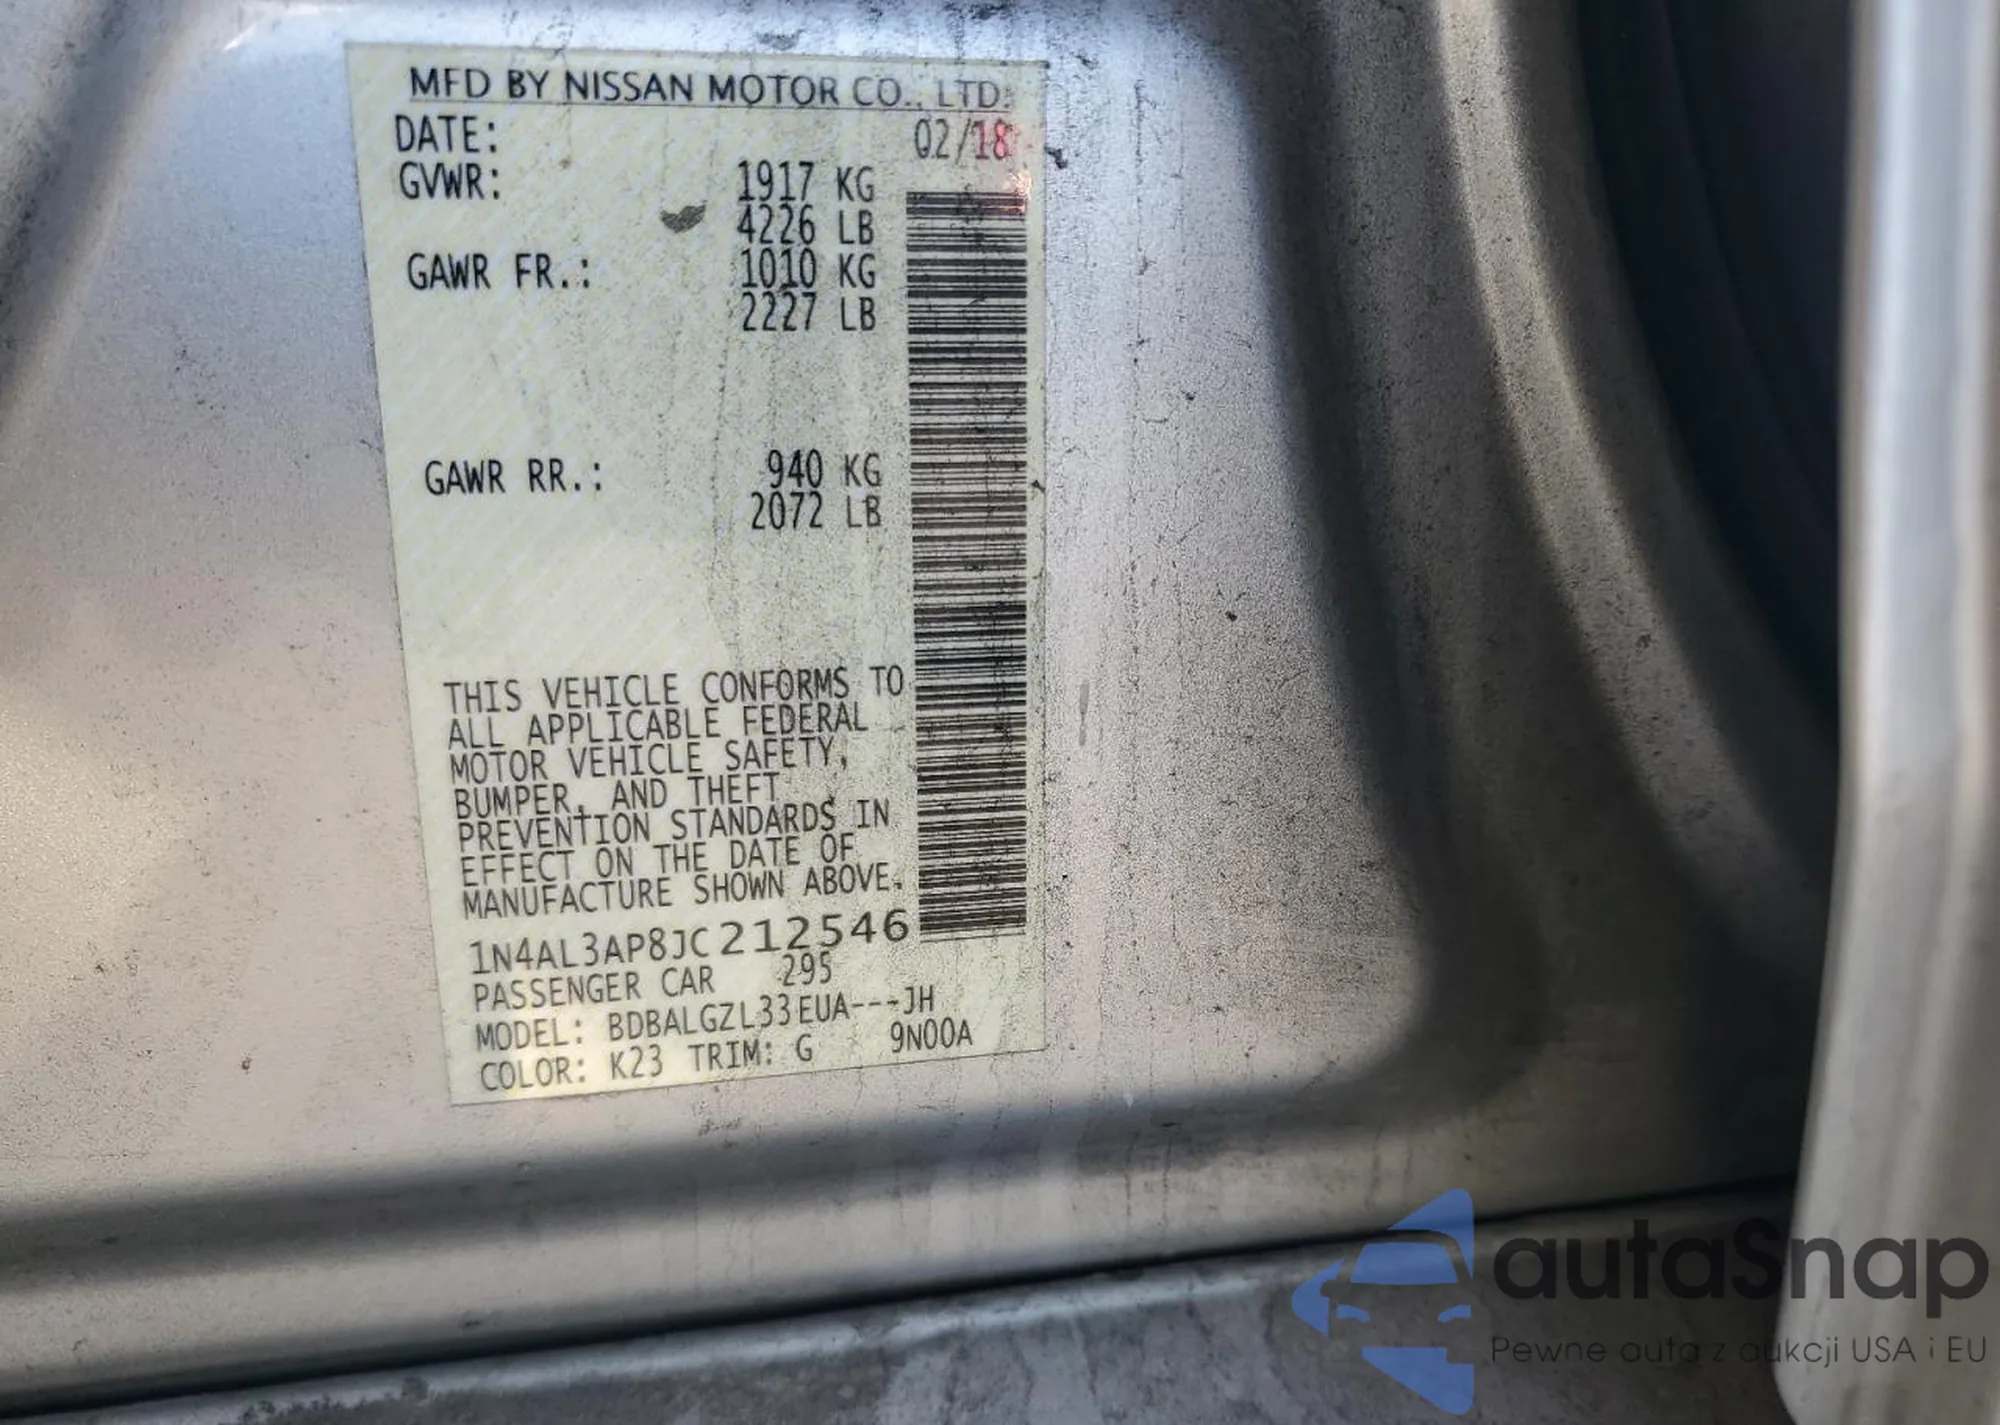 MFD BY NISSAN MOTOR CO., LTD.
DATE: 02/18
GVWR: 1917 KG
4226 LB
GAWR FR.: 1010 KG
2227 LB
GAWR RR.: 940 KG
2072 LB
THIS VEHICLE CONFORMS TO
ALL APPLICABLE FEDERAL
MOTOR VEHICLE SAFETY,
BUMPER, AND THEFT
PREVENTION STANDARDS IN
EFFECT ON THE DATE OF
MANUFACTURE SHOWN ABOVE.
1N4AL3AP8JC212546
PASSENGER CAR 295
MODEL: BDBALGZL33EUA---JH
COLOR: K23 TRIM: G 9N00A
autaSnap
Pewne auta z aukcji USA i EU